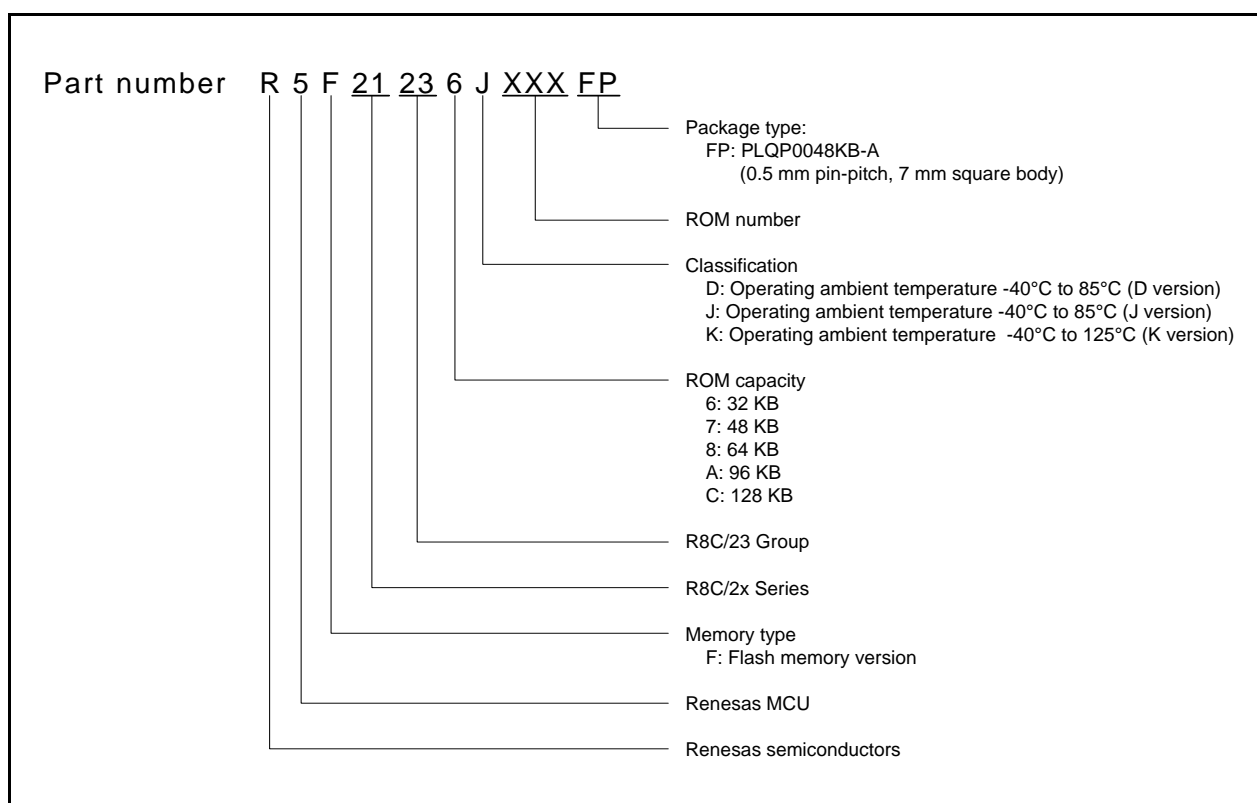 Part number R 5 F 21 23 6 J XXX FP
Package type:
FP: PLQP0048KB-A
(0.5 mm pin-pitch, 7 mm square body)
ROM number
Classification
D: Operating ambient temperature -40°C to 85°C (D version)
J: Operating ambient temperature -40°C to 85°C (J version)
K: Operating ambient temperature -40°C to 125°C (K version)
ROM capacity
6: 32 KB
7: 48 KB
8: 64 KB
A: 96 KB
C: 128 KB
R8C/23 Group
R8C/2x Series
Memory type
F: Flash memory version
Renesas MCU
Renesas semiconductors